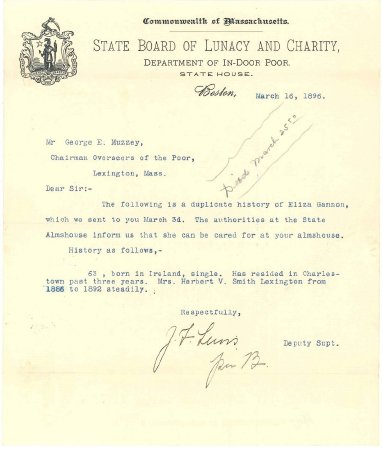 Commonwealth of Massachusetts.
STATE BOARD OF LUNACY AND CHARITY,
DEPARTMENT OF IN-DOOR POOR.
STATE HOUSE.
Boston, March 16, 1896.
Died March 25th
Mr George E. Muzzey,
Chairman Overseers of the Poor,
Lexington, Mass.
Dear Sir:-
The following is a duplicate history of Eliza Gannon,
which we sent to you March 3d. The authorities at the State
Almshouse inform us that she can be cared for at your almshouse.
History as follows,-
63, born in Ireland, single. Has resided in Charles-
town past three years. Mrs. Herbert V. Smith Lexington from
1886 to 1892 steadily.
Respectfully,
J F Lewis Deputy Supt.
per B.